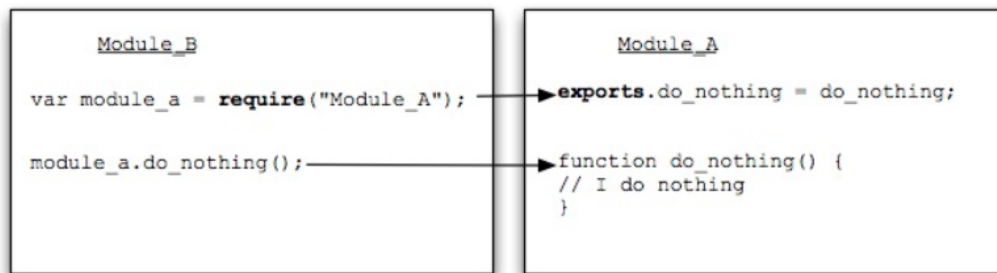 Module_B
var module_a = require("Module_A");
module_a.do_nothing();
Module_A
exports.do_nothing = do_nothing;
function do_nothing() {
// I do nothing
}